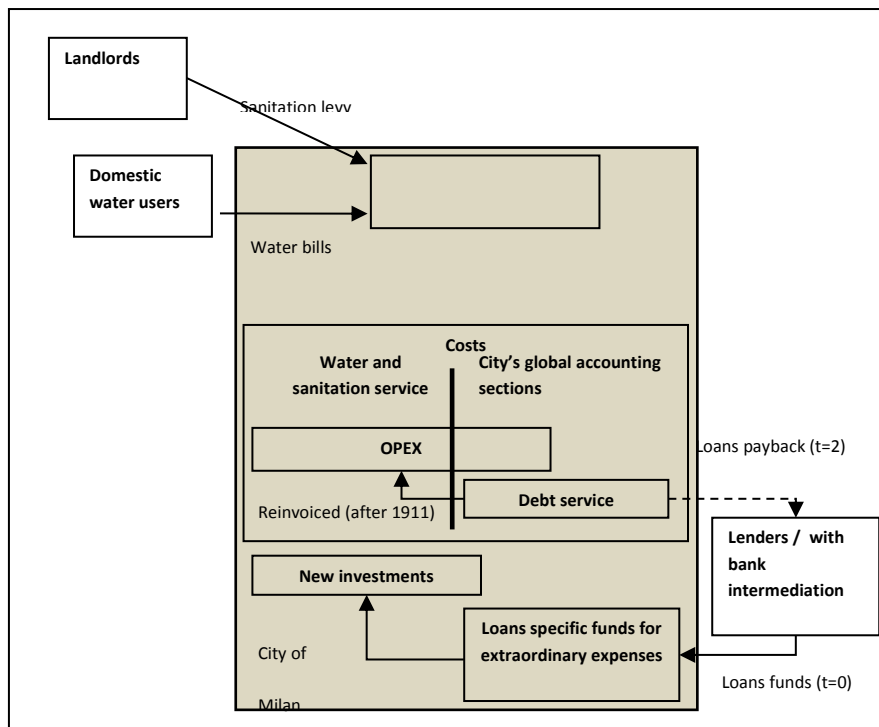 Landlords
Sanitation levy
Domestic
water users
Water bills
Costs
Water and
sanitation service
City's global accounting
sections
OPEX
Loans payback (t=2)
Reinvoiced (after 1911)
Debt service
Lenders /  with
bank
intermediation
New investments
Loans specific funds for
extraordinary expenses
City of
Milan
Loans funds (t=0)